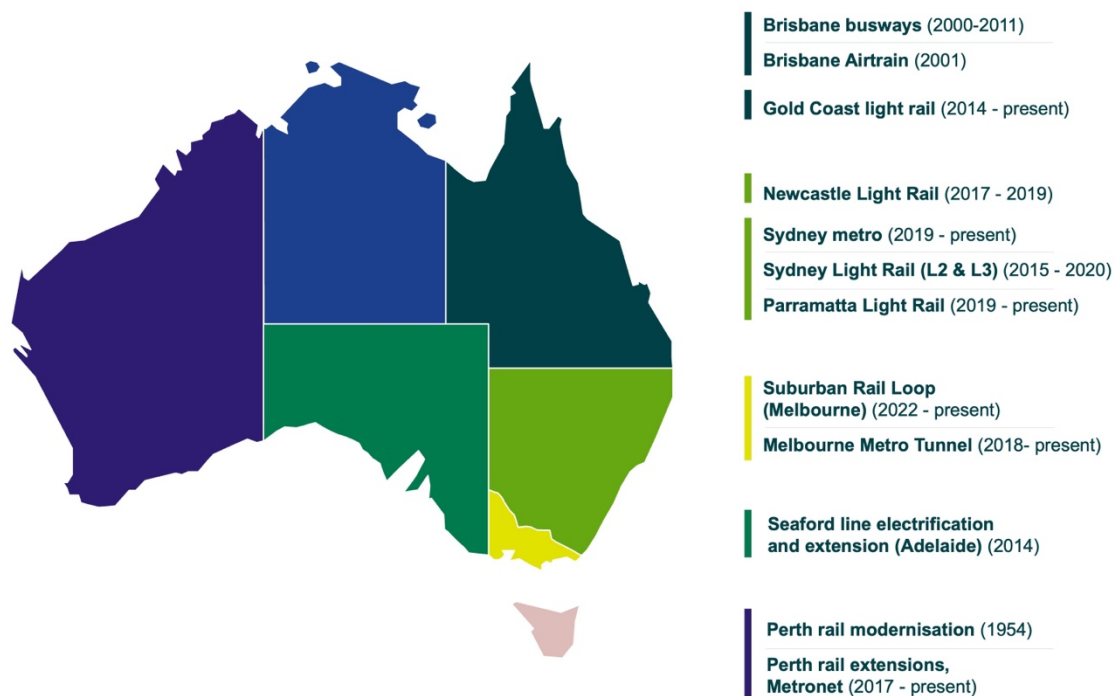 Brisbane busways (2000-2011)
Brisbane Airtrain (2001)
Gold Coast light rail (2014 - present)
Newcastle Light Rail (2017 - 2019)
Sydney metro (2019 - present)
Sydney Light Rail (L2 & L3) (2015 - 2020)
Parramatta Light Rail (2019 - present)
Suburban Rail Loop
(Melbourne) (2022 - present)
Melbourne Metro Tunnel (2018- present)
Seaford line electrification
and extension (Adelaide) (2014)
Perth rail modernisation (1954)
Perth rail extensions,
Metronet (2017 - present)